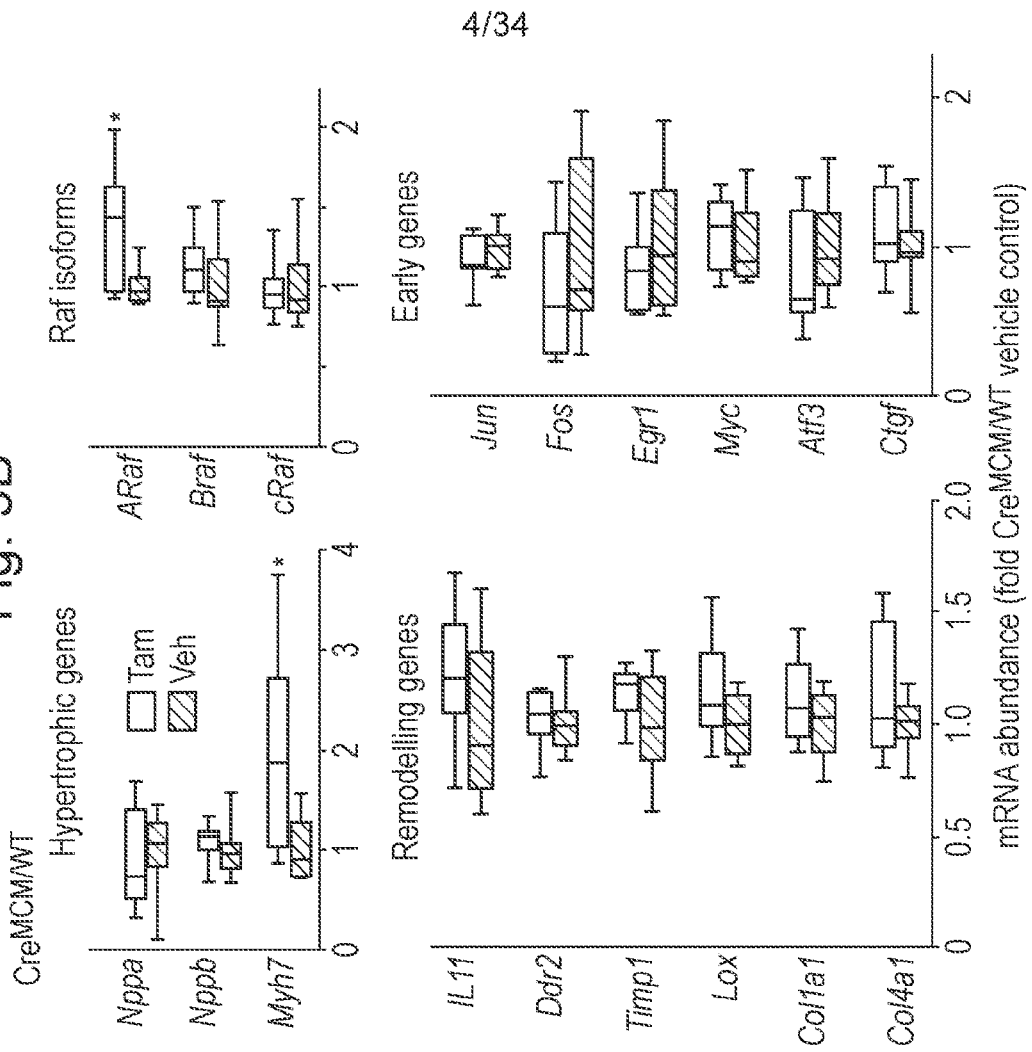 4/34
Fig.
CreMCM/WT
Hypertrophic genes
Nppa
Nppb
Myh7
Tam
Veh
*
0 1 2 3 4
Raf isoforms
ARaf
Braf
cRaf
*
0 1 2
Remodelling genes
IL11
Ddr2
Timp1
Lox
Col1a1
Col4a1
0 0.5 1.0 1.5 2.0
Early genes
Jun
Fos
Egr1
Myc
Atf3
Ctgf
0 1 2
mRNA abundance (fold CreMCM/WT vehicle control)